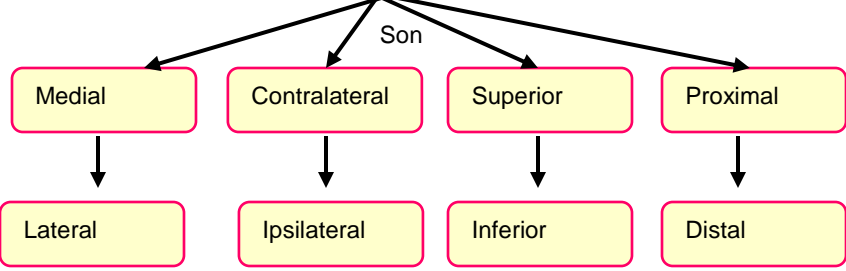 Son
Medial
Contralateral
Superior
Proximal
Lateral
Ipsilateral
Inferior
Distal